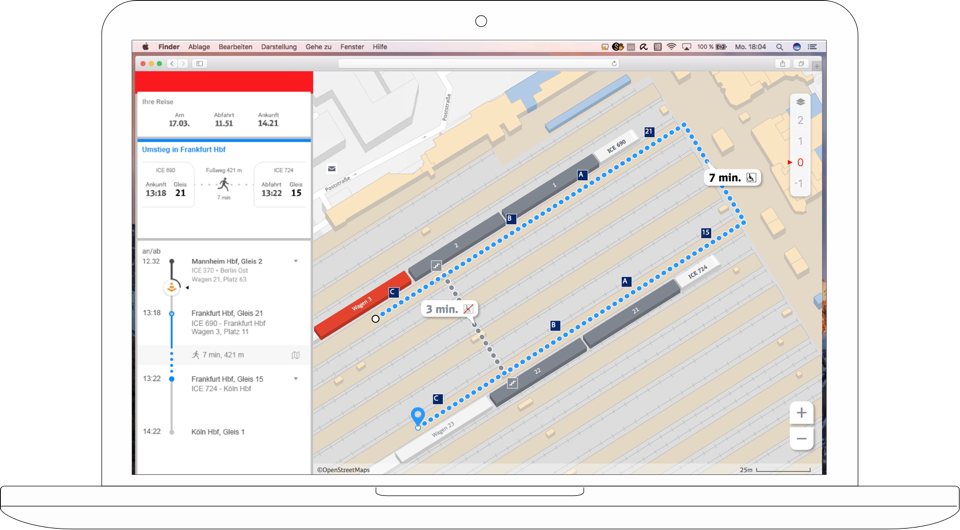 Finder Ablage Bearbeiten Darstellung Gehe zu Fenster Hilfe
100 % Mo. 18:04
Ihre Reise
Am Abfahrt Ankunft
17.03. 11.51 14.21
Umstieg in Frankfurt Hbf
ICE 690 Fußweg 421 m ICE 724
Ankunft Gleis Abfahrt Gleis
13:18 21 13:22 15
7 min
an/ab
12.32 Mannheim Hbf, Gleis 2
ICE 370 - Berlin Ost
Wagen 21, Platz 63
13:18 Frankfurt Hbf, Gleis 21
ICE 690 - Frankfurt Hbf
Wagen 3, Platz 11
7 min, 421 m
13:22 Frankfurt Hbf, Gleis 15
ICE 724 - Köln Hbf
14:22 Köln Hbf, Gleis 1
Poststraße
Poststraße
21
ICE 690
A
1
B
2
C
Wagen 3
7 min.
15
ICE 724
A
21
3 min.
B
22
C
Wagen 23
2
1
0
-1
+
−
©OpenStreetMaps
25m